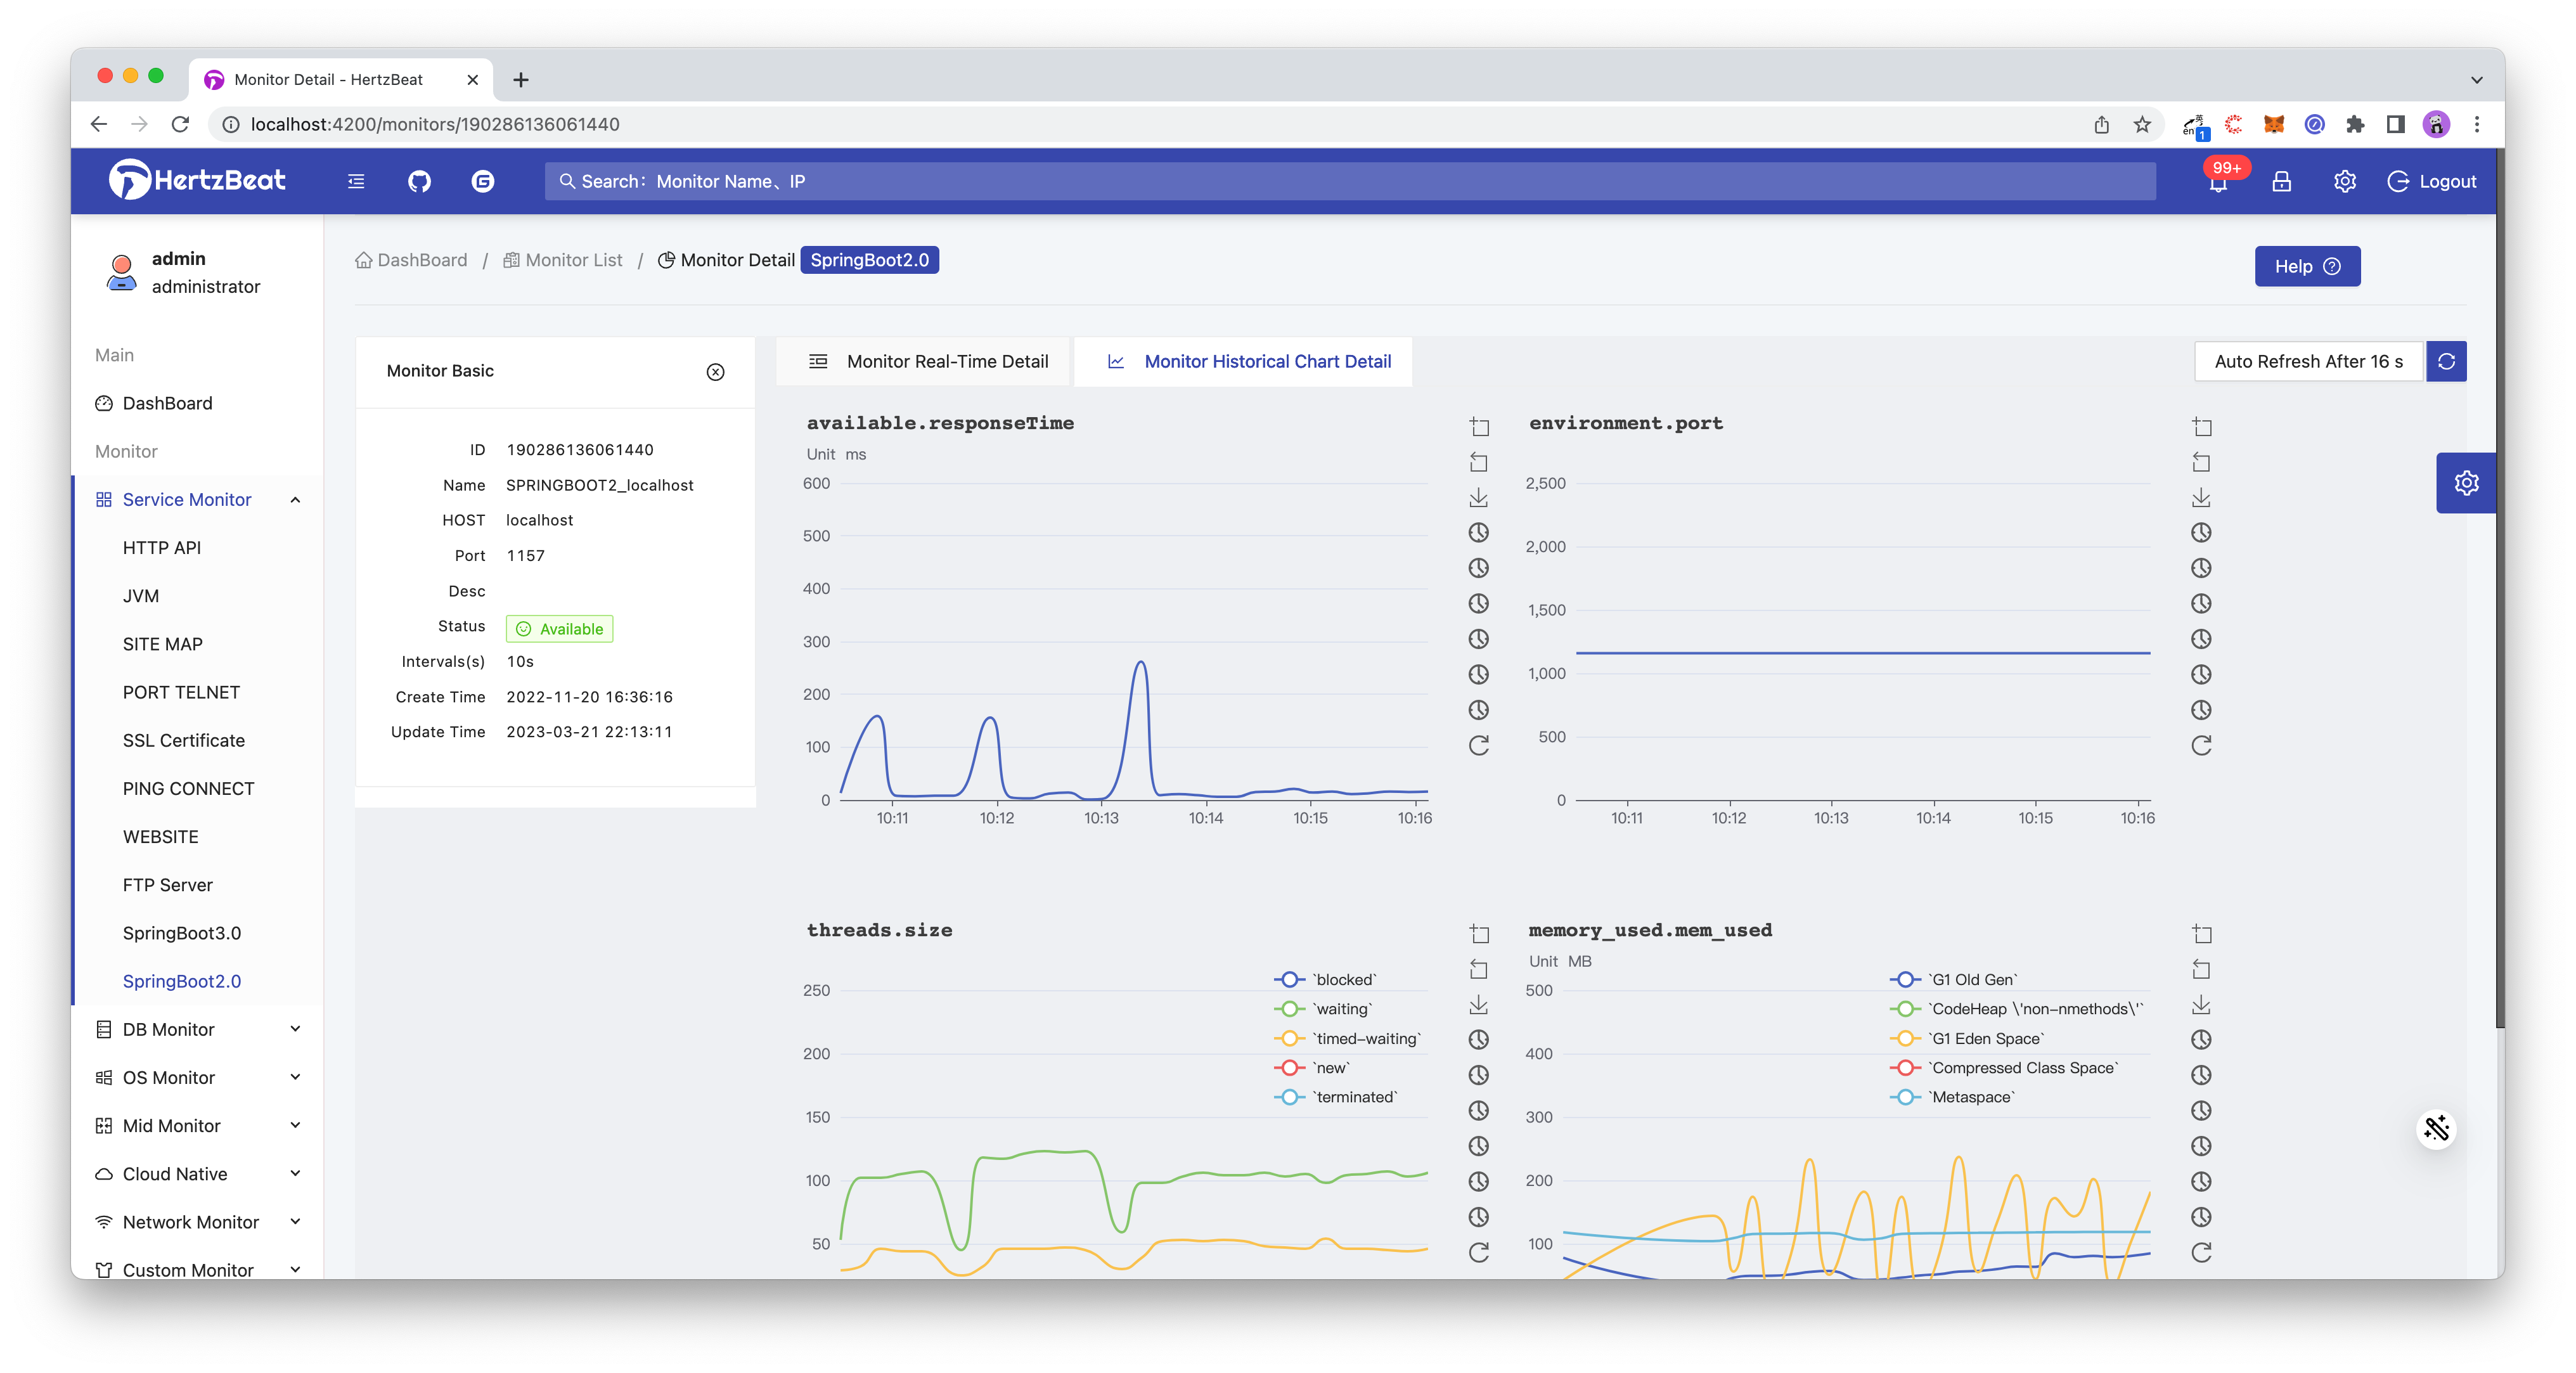 Monitor Detail - HertzBeat
localhost:4200/monitors/190286136061440
英
en
1
HertzBeat
Search：Monitor Name、IP
99+
Logout
admin
administrator
Main
DashBoard
Monitor
Service Monitor
HTTP API
JVM
SITE MAP
PORT TELNET
SSL Certificate
PING CONNECT
WEBSITE
FTP Server
SpringBoot3.0
SpringBoot2.0
DB Monitor
OS Monitor
Mid Monitor
Cloud Native
Network Monitor
Custom Monitor
DashBoard / Monitor List / Monitor Detail SpringBoot2.0
Help
Monitor Basic
ID 190286136061440
Name SPRINGBOOT2_localhost
HOST localhost
Port 1157
Desc
Status Available
Intervals(s) 10s
Create Time 2022-11-20 16:36:16
Update Time 2023-03-21 22:13:11
Monitor Real-Time Detail
Monitor Historical Chart Detail
Auto Refresh After 16 s
available.responseTime
Unit ms
600
500
400
300
200
100
0
10:11 10:12 10:13 10:14 10:15 10:16
environment.port
2,500
2,000
1,500
1,000
500
0
10:11 10:12 10:13 10:14 10:15 10:16
threads.size
`blocked`
`waiting`
`timed-waiting`
`new`
`terminated`
250
200
150
100
50
memory_used.mem_used
Unit MB
`G1 Old Gen`
`CodeHeap \'non-nmethods\'`
`G1 Eden Space`
`Compressed Class Space`
`Metaspace`
500
400
300
200
100